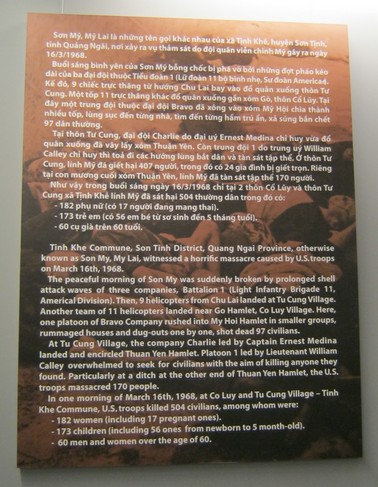 Sơn Mỹ, Mỹ Lai là những tên gọi khác nhau của xã Tịnh Khê, huyện Sơn Tịnh,
tỉnh Quảng Ngãi, nơi xảy ra vụ thảm sát do đội quân viễn chinh Mỹ gây ra ngày
16/3/1968.
Buổi sáng bình yên của Sơn Mỹ bỗng chốc bị phá vỡ bởi những đợt pháo kéo
dài của ba đại đội thuộc Tiểu đoàn 1 (Lữ đoàn 11 bộ binh nhẹ, Sư đoàn Americal).
Kế đó, 9 chiếc trực thăng từ hướng Chu Lai bay vào đổ quân xuống thôn Tư
Cung. Một tốp 11 trực thăng khác đổ quân xuống gần xóm Gò, thôn Cổ Lũy. Tại
đây một trung đội thuộc đại đội Bravo đã xông vào xóm Mỹ Hội chia thành
nhiều tốp, lùng sục đến từng nhà, tìm đến từng hầm trú ẩn, xả súng bắn chết
97 dân thường.
Tại thôn Tư Cung, đại đội Charlie do đại uý Ernest Medina chỉ huy vừa đổ
quân xuống đã vây lấy xóm Thuận Yên. Còn trung đội 1 do trung uý William
Calley chỉ huy thì toả đi các hướng lùng bắt dân và tàn sát tập thể. Ở thôn Tư
Cung, lính Mỹ đã giết hại 407 người, trong đó có 24 gia đình bị giết trọn. Riêng
tại con mương cuối xóm Thuận Yên, lính Mỹ đã tàn sát tập thể 170 người.
Như vậy trong buổi sáng ngày 16/3/1968 chỉ tại 2 thôn Cổ Lũy và thôn Tư
Cung xã Tịnh Khê lính Mỹ đã sát hại 504 thường dân trong đó có:
- 182 phụ nữ (có 17 người đang mang thai).
- 173 trẻ em (có 56 em bé từ sơ sinh đến 5 tháng tuổi).
- 60 cụ già trên 60 tuổi.
Tinh Khe Commune, Son Tinh District, Quang Ngai Province, otherwise
known as Son My, My Lai, witnessed a horrific massacre caused by U.S. troops
on March 16th, 1968.
The peaceful morning of Son My was suddenly broken by prolonged shell
attack waves of three companies, Battalion 1 (Light Infantry Brigade 11,
Americal Division). Then, 9 helicopters from Chu Lai landed at Tu Cung Village.
Another team of 11 helicopters landed near Go Hamlet, Co Luy Village. Here,
one platoon of Bravo Company rushed into My Hoi Hamlet in smaller groups,
rummaged houses and dug-outs one by one, shot dead 97 civilians.
At Tu Cung Village, the company Charlie led by Captain Ernest Medina
landed and encircled Thuan Yen Hamlet. Platoon 1 led by Lieutenant William
Calley overwhelmed to seek for civilians with the aim of killing anyone they
found. Particularly at a ditch at the other end of Thuan Yen Hamlet, the U.S.
troops massacred 170 people.
In one morning of March 16th, 1968, at Co Luy and Tu Cung Village – Tinh
Khe Commune, U.S. troops killed 504 civilians, among whom were:
- 182 women (including 17 pregnant ones).
- 173 children (including 56 ones from newborn to 5 month-old).
- 60 men and women over the age of 60.